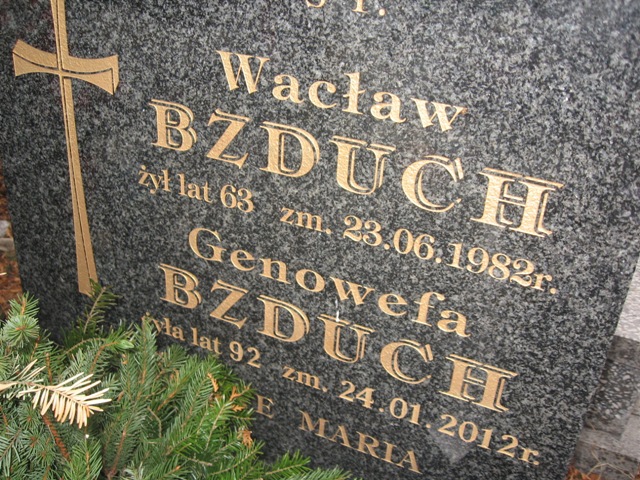 Wacław
BZDUCH
żył lat 63 zm. 23.06.1982r.
Genowefa
BZDUCH
żyła lat 92 zm. 24.01.2012r.
MARIA